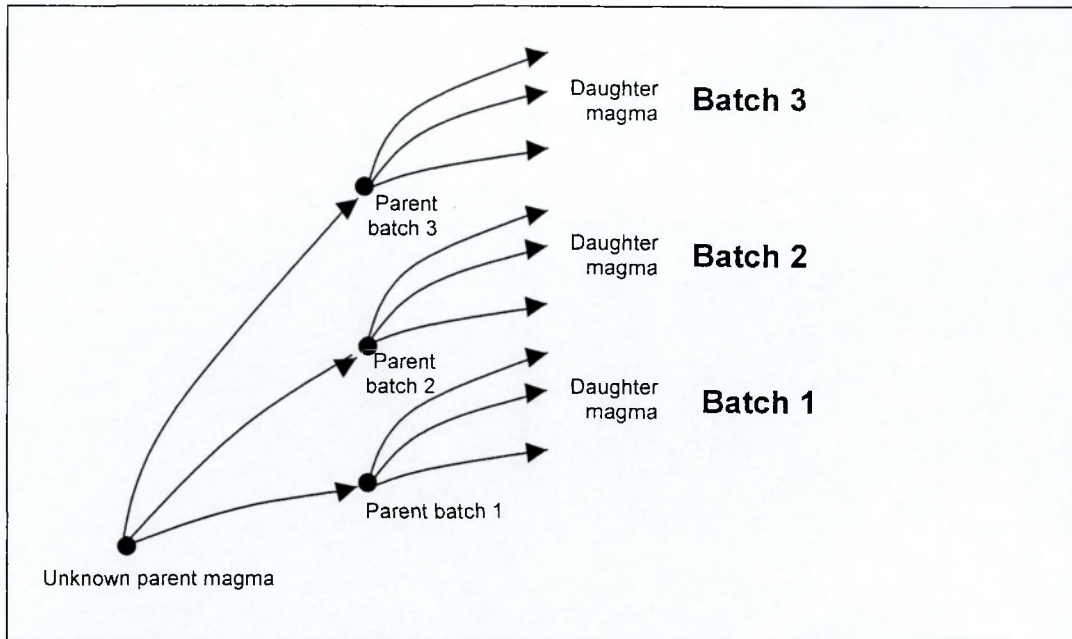 Daughter
magma
Batch 3
Parent
batch 3
Daughter
magma
Batch 2
Parent
batch 2
Daughter
magma
Batch 1
Parent batch 1
Unknown parent magma